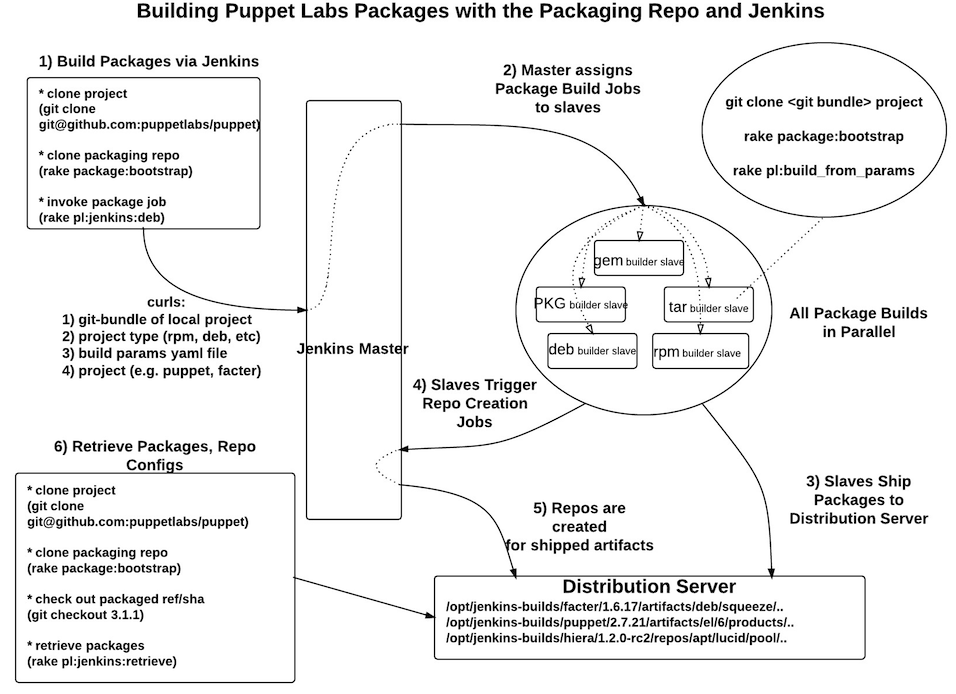 Building Puppet Labs Packages with the Packaging Repo and Jenkins
1) Build Packages via Jenkins
* clone project
(git clone
git@github.com:puppetlabs/puppet)
* clone packaging repo
(rake package:bootstrap)
* invoke package job
(rake pl:jenkins:deb)
curls:
1) git-bundle of local project
2) project type (rpm, deb, etc)
3) build params yaml file
4) project (e.g. puppet, facter)
Jenkins Master
2) Master assigns
Package Build Jobs
to slaves
git clone <git bundle> project
rake package:bootstrap
rake pl:build_from_params
gem builder slave
PKG builder slave
tar builder slave
deb builder slave
rpm builder slave
All Package Builds
in Parallel
4) Slaves Trigger
Repo Creation
Jobs
3) Slaves Ship
Packages to
Distribution Server
5) Repos are
created
for shipped artifacts
6) Retrieve Packages, Repo
Configs
* clone project
(git clone
git@github.com:puppetlabs/puppet)
* clone packaging repo
(rake package:bootstrap)
* check out packaged ref/sha
(git checkout 3.1.1)
* retrieve packages
(rake pl:jenkins:retrieve)
Distribution Server
/opt/jenkins-builds/facter/1.6.17/artifacts/deb/squeeze/..
/opt/jenkins-builds/puppet/2.7.21/artifacts/el/6/products/..
/opt/jenkins-builds/hiera/1.2.0-rc2/repos/apt/lucid/pool/..